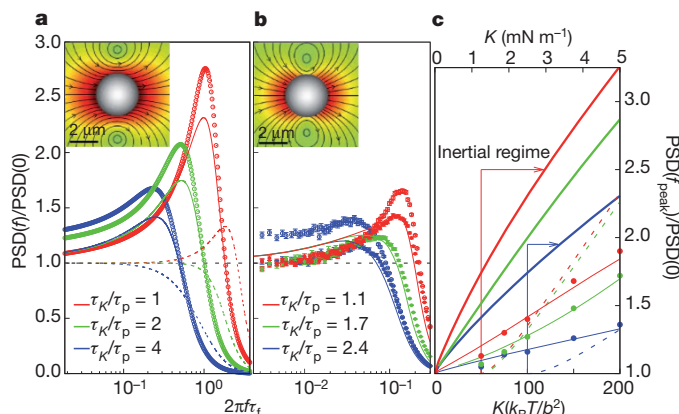 a
b
c
K (mN m⁻¹)
0 1 2 3 4 5
PSD(f)/PSD(0)
3.0
2.5
2.0
1.5
1.0
0.5
0.0
2 μm
τK/τp = 1
τK/τp = 2
τK/τp = 4
10⁻¹ 10⁰
2πfτf
2 μm
τK/τp = 1.1
τK/τp = 1.7
τK/τp = 2.4
10⁻² 10⁻¹
Inertial regime
3.0
2.5
2.0
1.5
1.0
PSD(fpeak)/PSD(0)
0 50 100 150 200
K(kBT/b²)